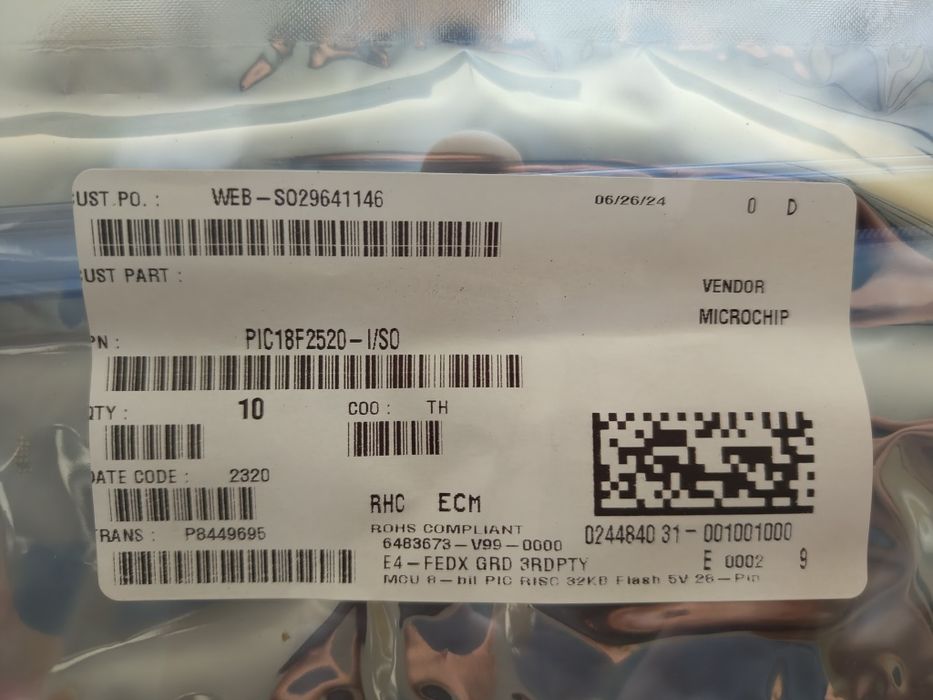 UST.PO. : WEB-SO29641146 06/26/24 0 D
UST PART :
VENDOR
MICROCHIP
PN : PIC18F2520-I/SO
QTY : 10 COO : TH
DATE CODE : 2320
RHC ECM
TRANS : P8449695
ROHS COMPLIANT
6483673-V99-0000
0244840 31-001001000
E4-FEDX GRD 3RDPTY
E 0002 9
MCU 8-bit PIC RISC 32KB Flash 5V 28-Pin